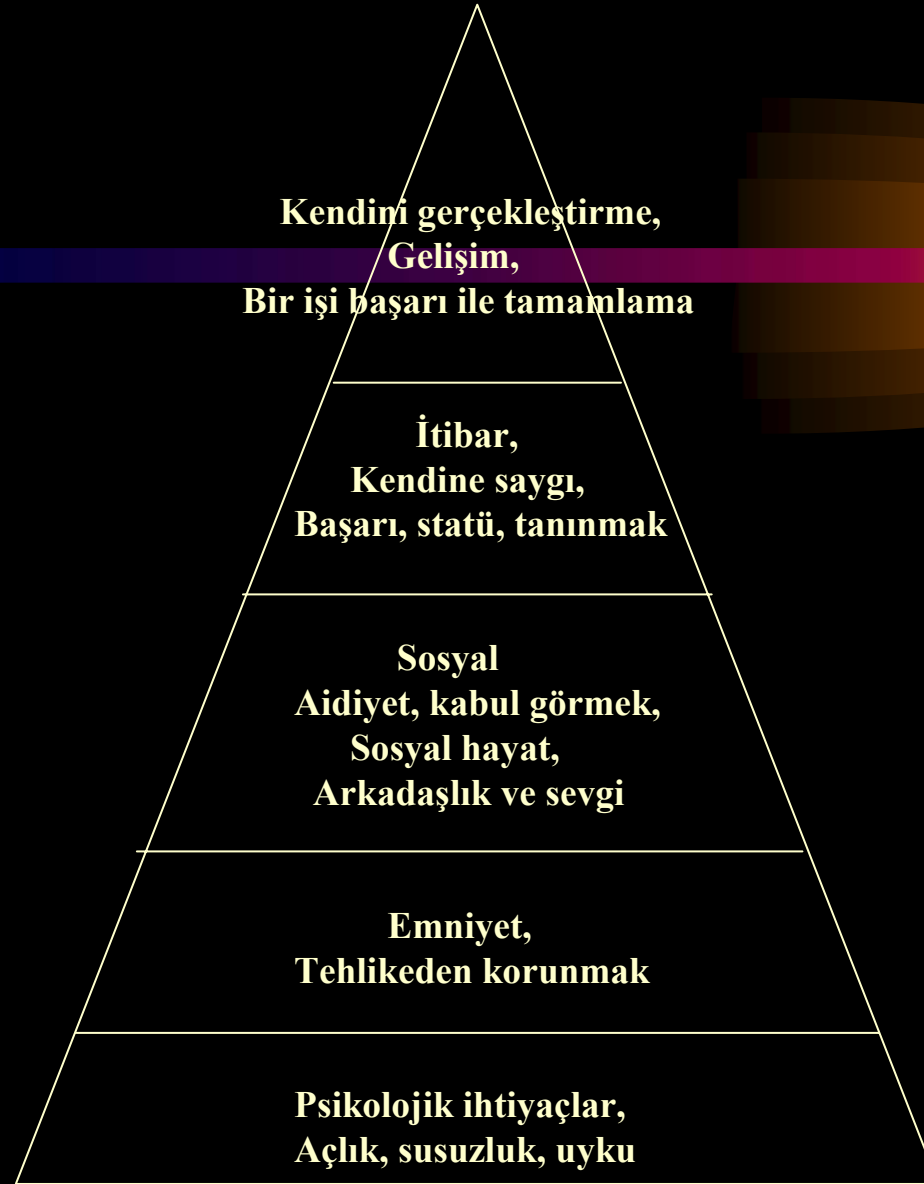 Kendini gerçekleştirme,
Gelişim,
Bir işi başarı ile tamamlama
İtibar,
Kendine saygı,
Başarı, statü, tanınmak
Sosyal
Aidiyet, kabul görmek,
Sosyal hayat,
Arkadaşlık ve sevgi
Emniyet,
Tehlikeden korunmak
Psikolojik ihtiyaçlar,
Açlık, susuzluk, uyku